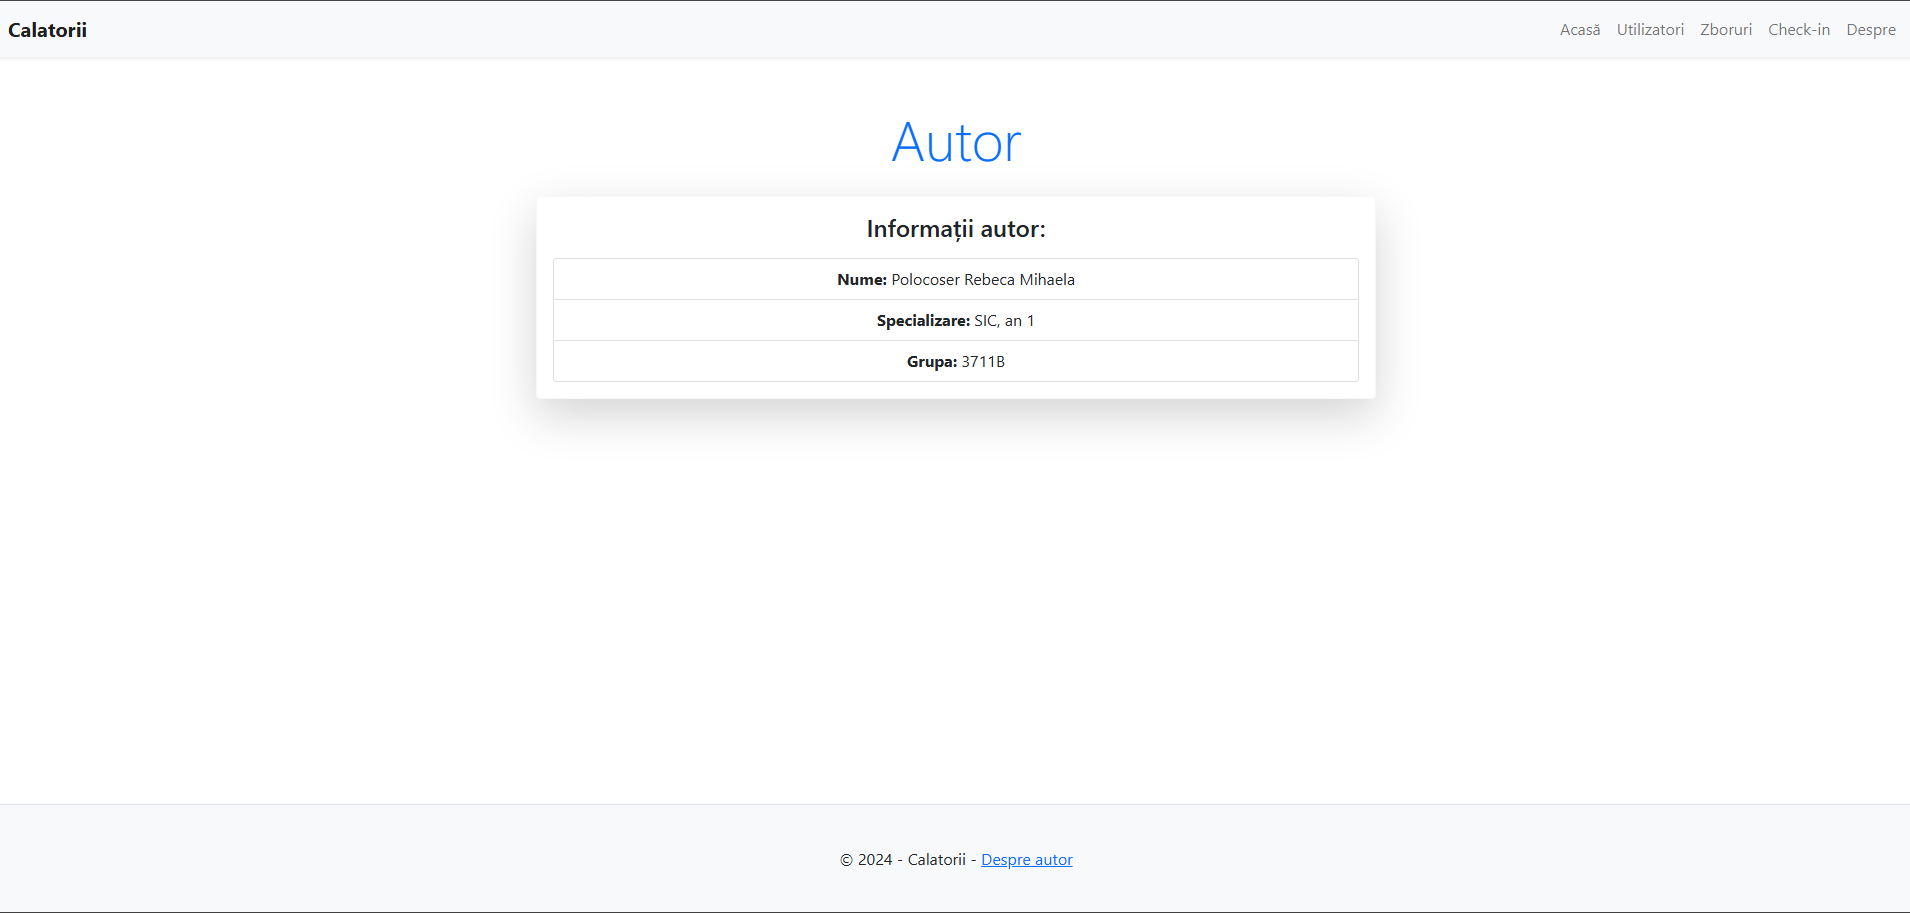 Calatorii
Acasă Utilizatori Zboruri Check-in Despre
Autor
Informații autor:
Nume: Polocoser Rebeca Mihaela
Specializare: SIC, an 1
Grupa: 3711B
© 2024 - Calatorii - Despre autor